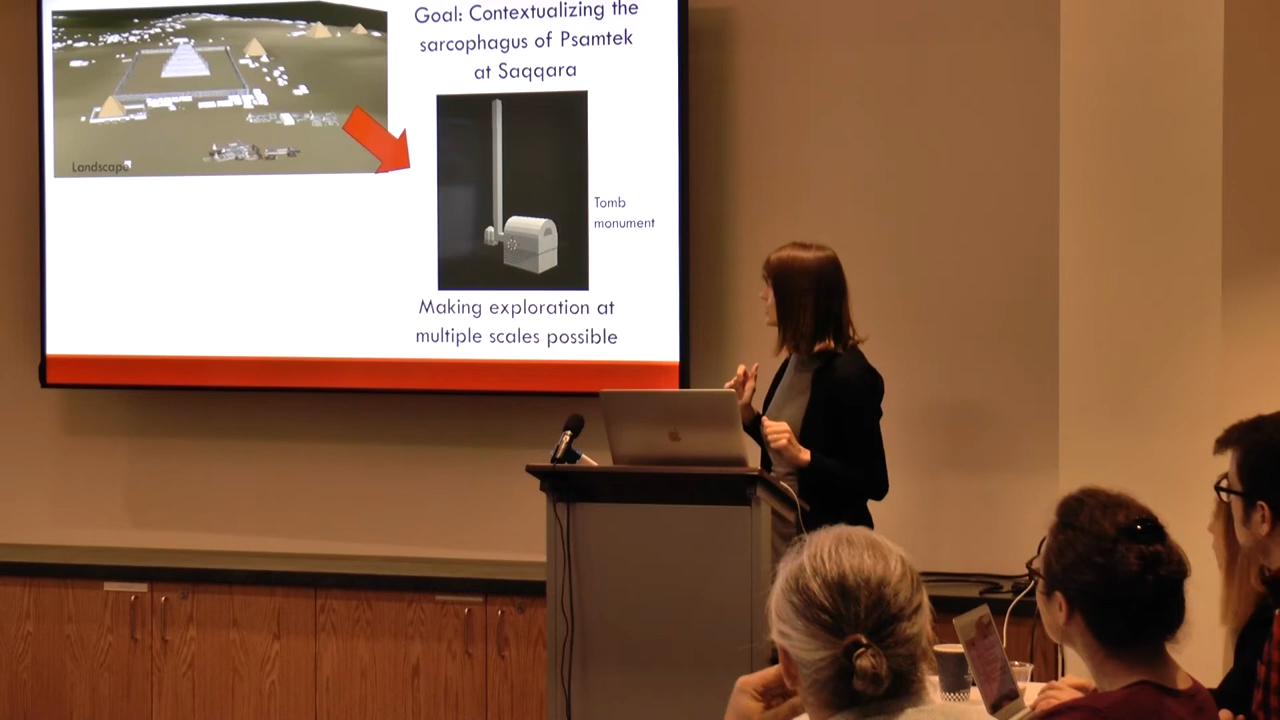 Goal: Contextualizing the
sarcophagus of Psamtek
at Saqqara
Landscape
Tomb
monument
Making exploration at
multiple scales possible